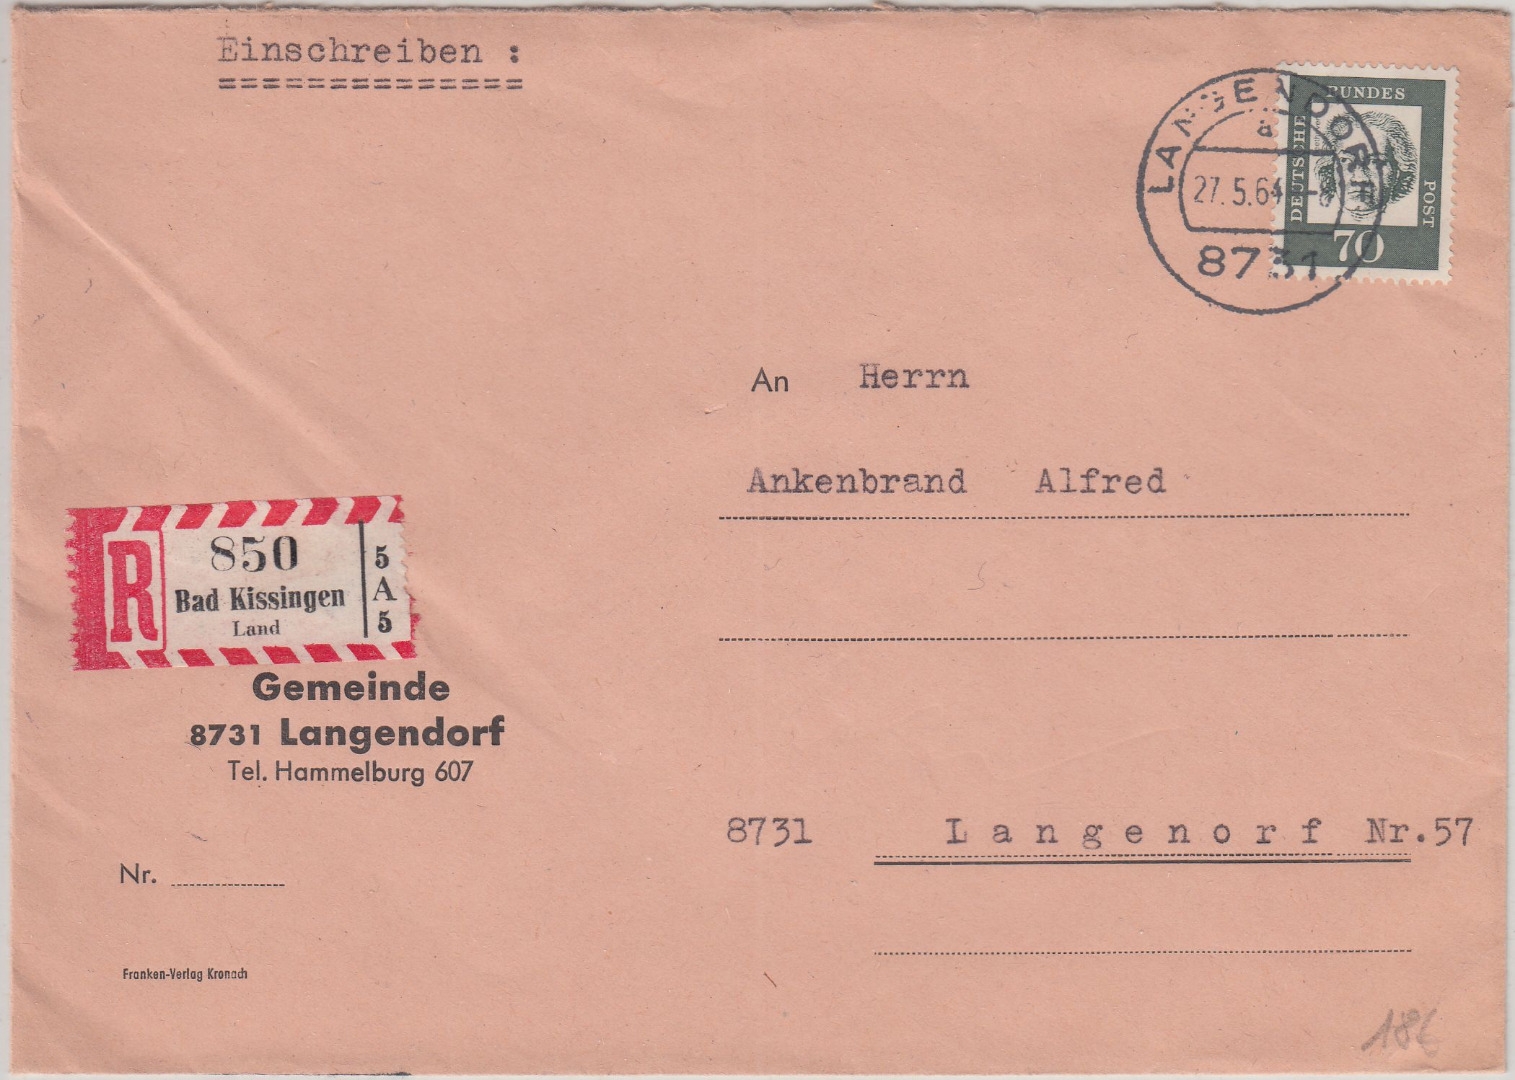 Einschreiben :
==============
LANGENDORF
a
27.5.64
8731
BUNDES
DEUTSCHE
POST
70
An Herrn
Ankenbrand Alfred
R
850
Bad Kissingen
Land
5
A
5
Gemeinde
8731 Langendorf
Tel. Hammelburg 607
8731 Langenorf Nr.57
Nr.
Franken-Verlag Kronach
18€